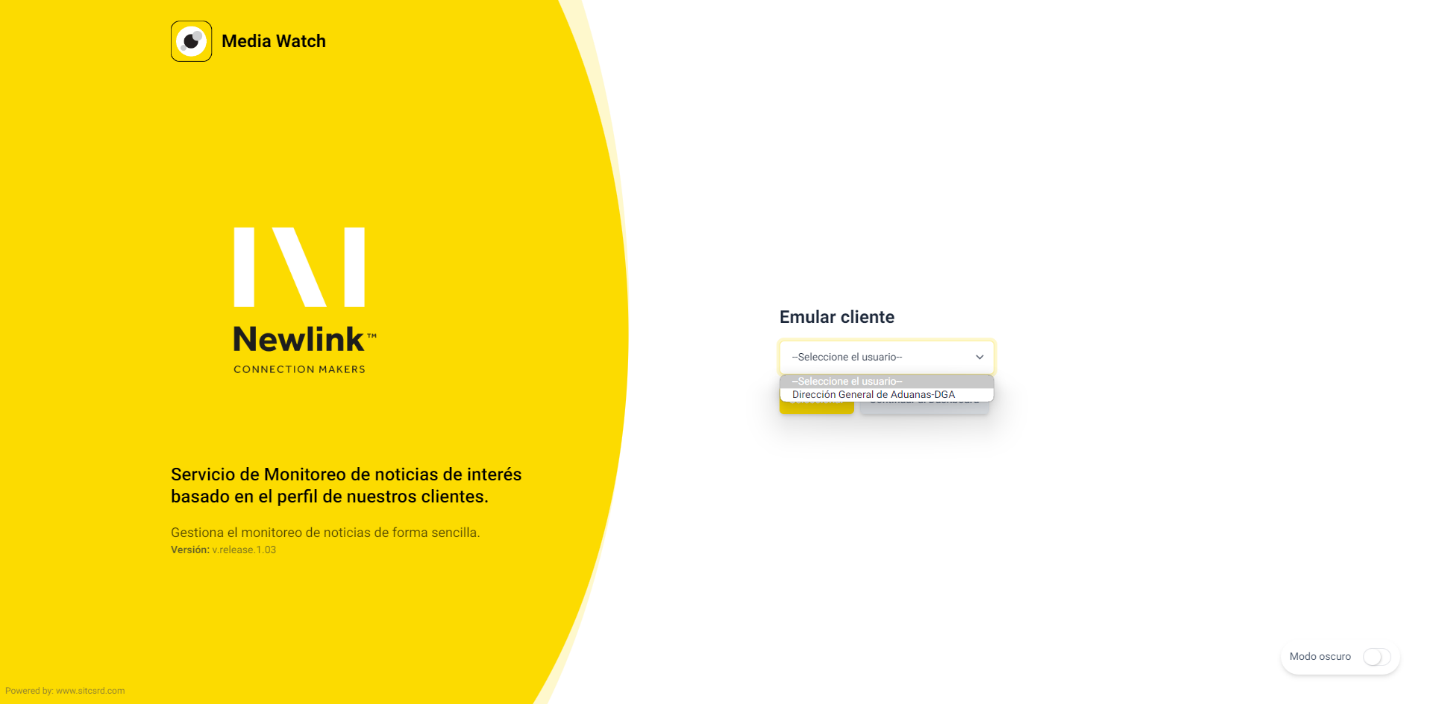 Media Watch
Newlink™
CONNECTION MAKERS
Servicio de Monitoreo de noticias de interés
basado en el perfil de nuestros clientes.
Gestiona el monitoreo de noticias de forma sencilla.
Versión: v.release.1.03
Powered by: www.sitcsrd.com
Emular cliente
--Seleccione el usuario--
--Seleccione el usuario--
Dirección General de Aduanas-DGA
Modo oscuro